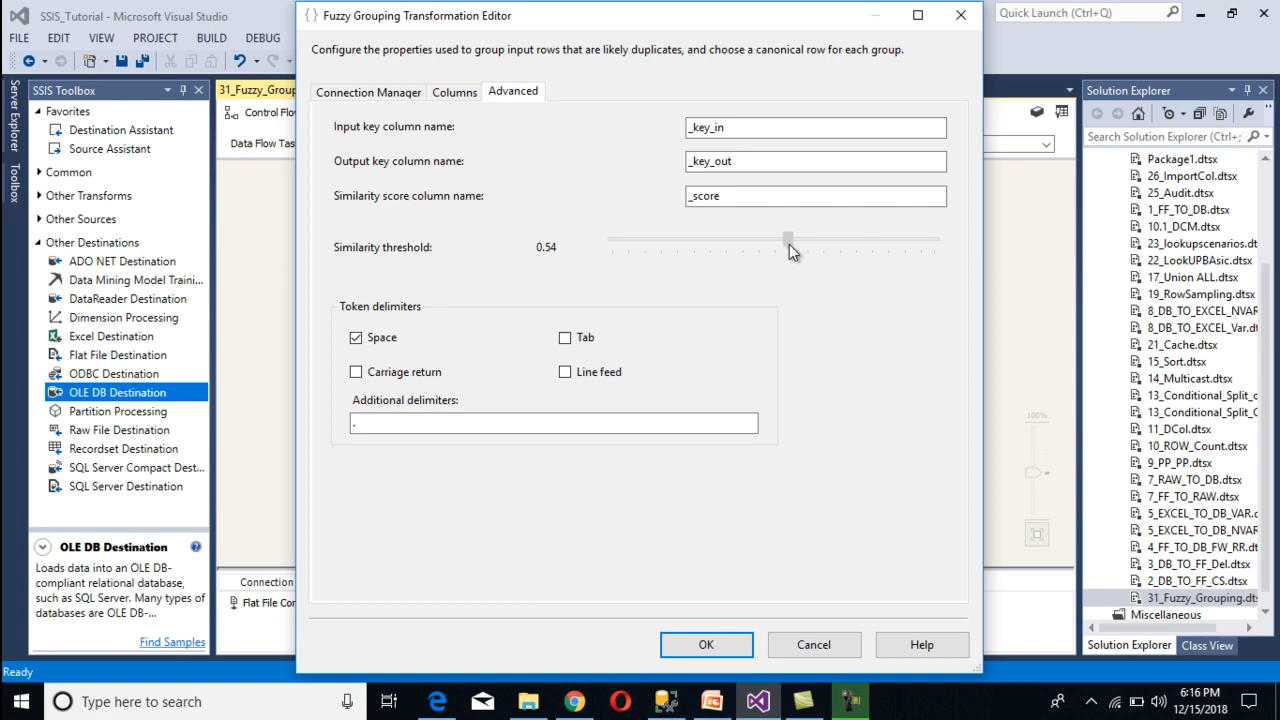 SSIS_Tutorial - Microsoft Visual Studio
Quick Launch (Ctrl+Q)
FILE EDIT VIEW PROJECT BUILD DEBUG
Server Explorer
Toolbox
SSIS Toolbox
Favorites
Destination Assistant
Source Assistant
Common
Other Transforms
Other Sources
Other Destinations
ADO NET Destination
Data Mining Model Traini...
DataReader Destination
Dimension Processing
Excel Destination
Flat File Destination
ODBC Destination
OLE DB Destination
Partition Processing
Raw File Destination
Recordset Destination
SQL Server Compact Dest...
SQL Server Destination
OLE DB Destination
Loads data into an OLE DB-
compliant relational database,
such as SQL Server. Many types of
databases are OLE DB-...
Find Samples
31_Fuzzy_Group
Control Flo
Data Flow Tas
Connection
Flat File Con
Fuzzy Grouping Transformation Editor
Configure the properties used to group input rows that are likely duplicates, and choose a canonical row for each group.
Connection Manager Columns Advanced
Input key column name: _key_in
Output key column name: _key_out
Similarity score column name: _score
Similarity threshold: 0.54
Token delimiters
Space Tab
Carriage return Line feed
Additional delimiters:
.
OK Cancel Help
100%
Solution Explorer
Search Solution Explorer (Ctrl+;
Package1.dtsx
26_ImportCol.dtsx
25_Audit.dtsx
1_FF_TO_DB.dtsx
10.1_DCM.dtsx
23_lookupscenarios.dt
22_LookUPBAsic.dtsx
17_Union ALL.dtsx
19_RowSampling.dtsx
8_DB_TO_EXCEL_NVar
8_DB_TO_EXCEL_Var.dt
21_Cache.dtsx
15_Sort.dtsx
14_Multicast.dtsx
13_Conditional_Split_c
13_Conditional_Split_C
11_DCol.dtsx
10_ROW_Count.dtsx
9_PP_PP.dtsx
7_RAW_TO_DB.dtsx
7_FF_TO_RAW.dtsx
5_EXCEL_TO_DB_VAR.d
5_EXCEL_TO_DB_NVAR
4_FF_TO_DB_FW_RR.dt
3_DB_TO_FF_Del.dtsx
2_DB_TO_FF_CS.dtsx
31_Fuzzy_Grouping.dts
Miscellaneous
Solution Explorer Class View
Ready
Type here to search
6:16 PM
12/15/2018